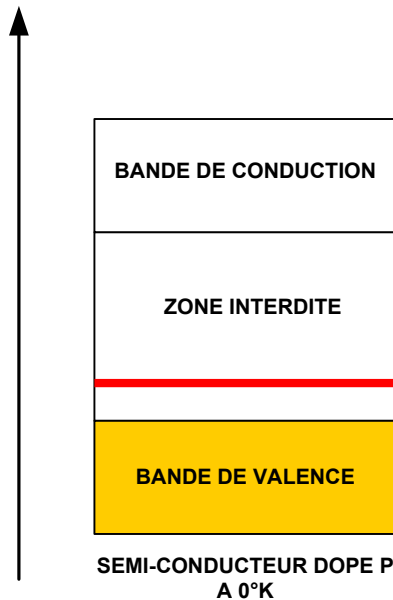 BANDE DE CONDUCTION
ZONE INTERDITE
BANDE DE VALENCE
SEMI-CONDUCTEUR DOPE P
A 0°K